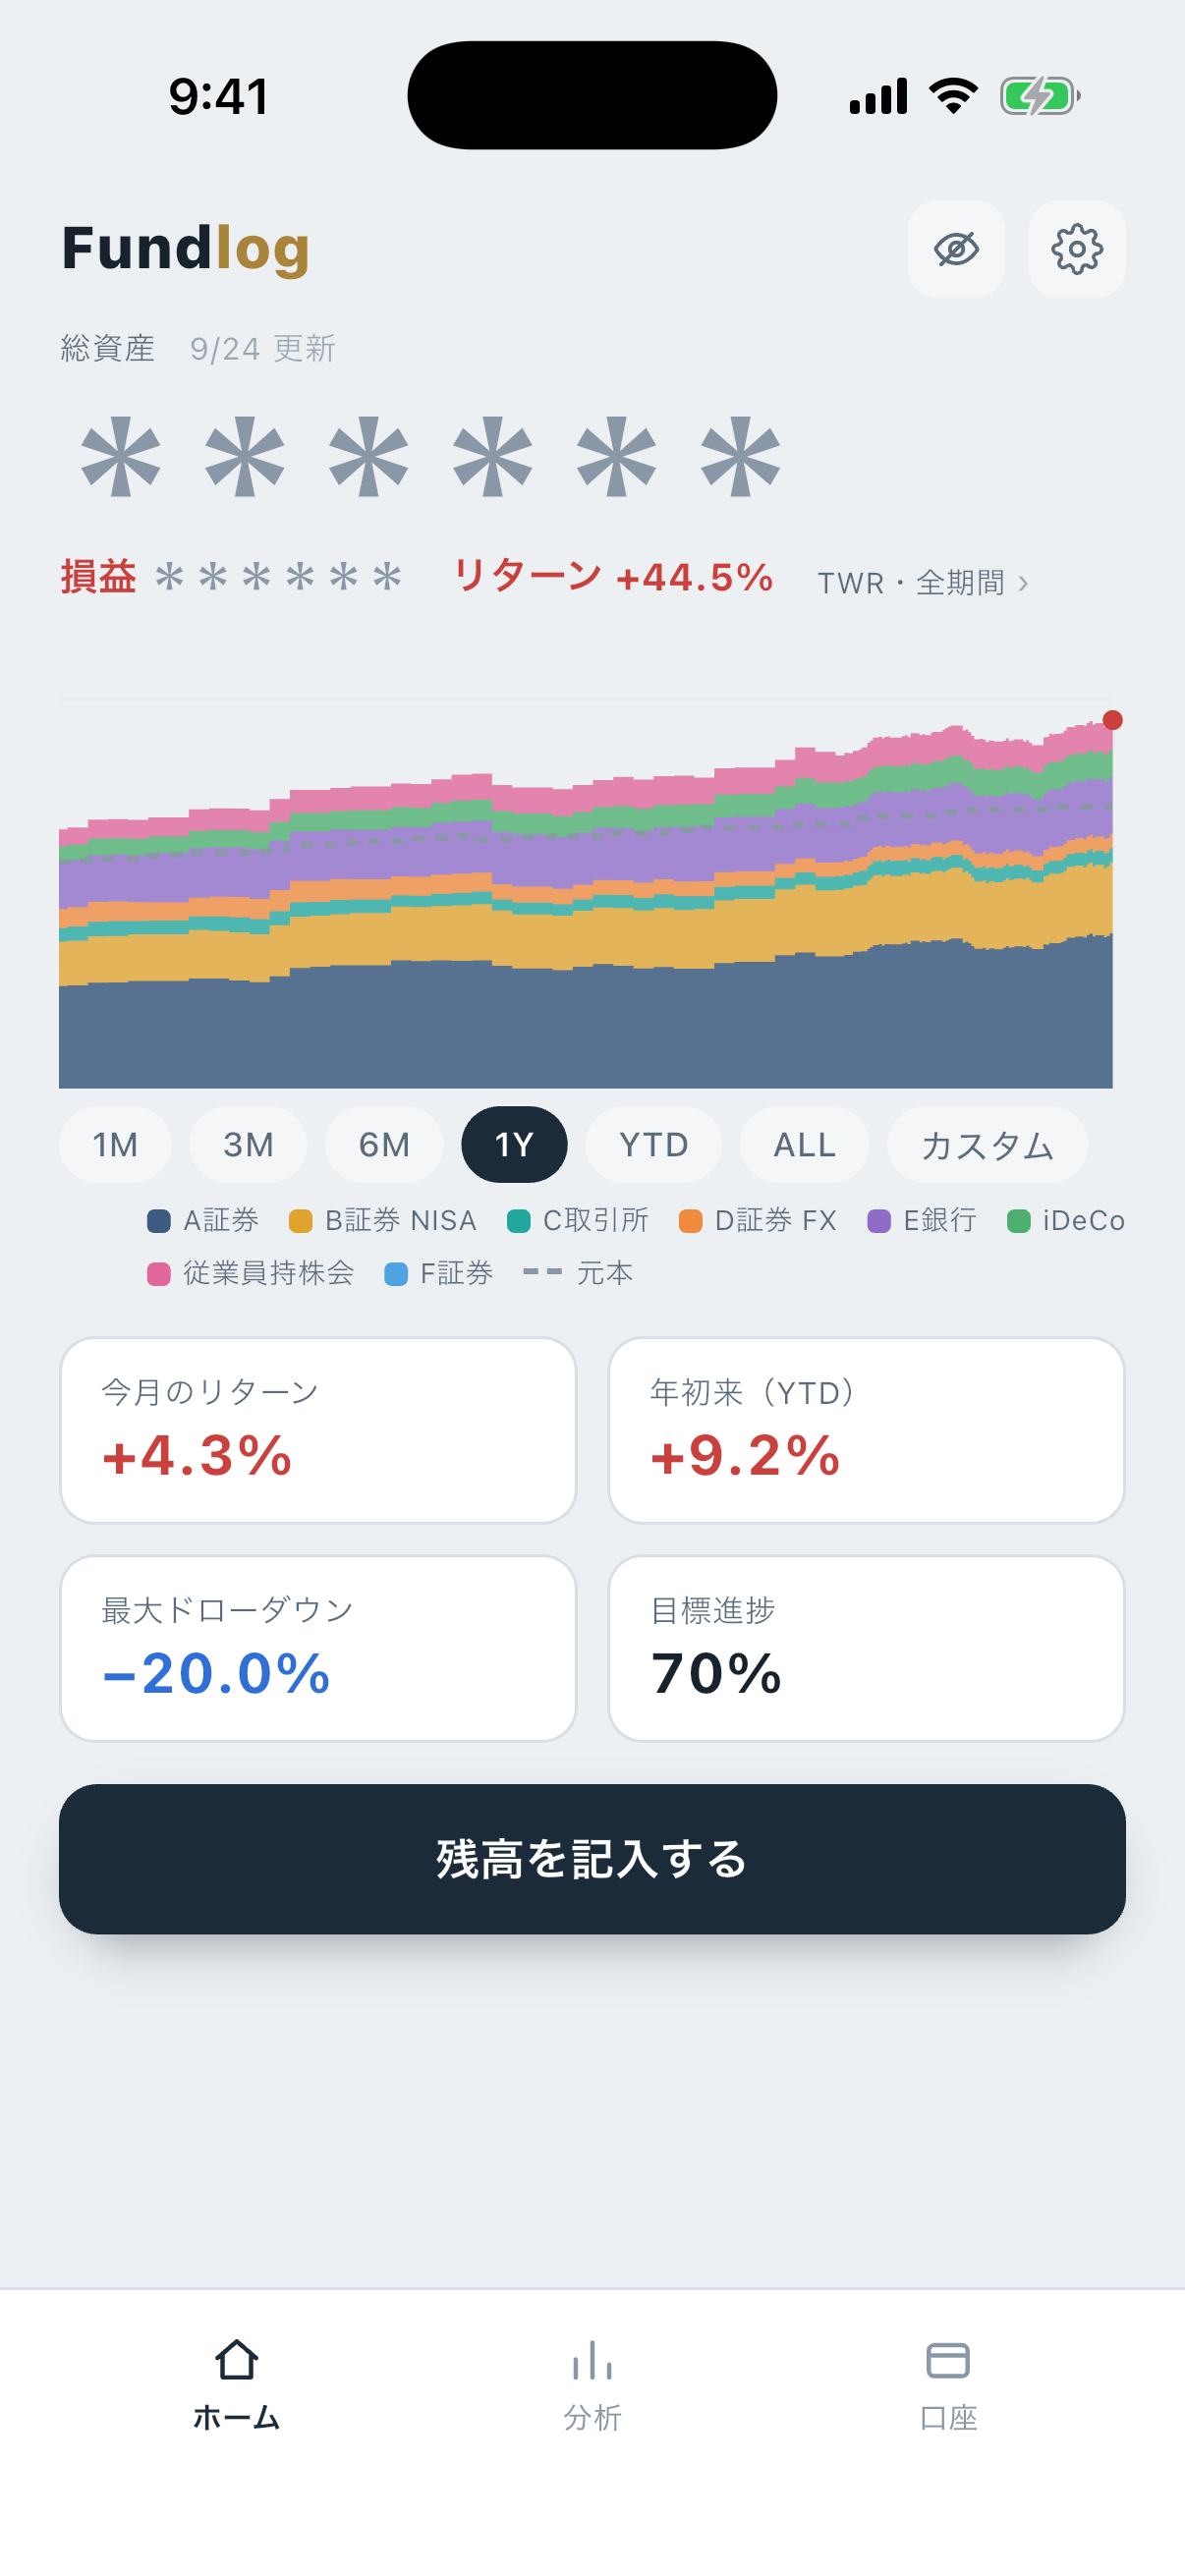 9:41
Fundlog
総資産 9/24 更新
******
損益 ****** リターン +44.5% TWR・全期間 ›
1M 3M 6M 1Y YTD ALL カスタム
A証券 B証券 NISA C取引所 D証券 FX E銀行 iDeCo
従業員持株会 F証券 元本
今月のリターン 年初来（YTD）
+4.3% +9.2%
最大ドローダウン 目標進捗
−20.0% 70%
残高を記入する
ホーム 分析 口座